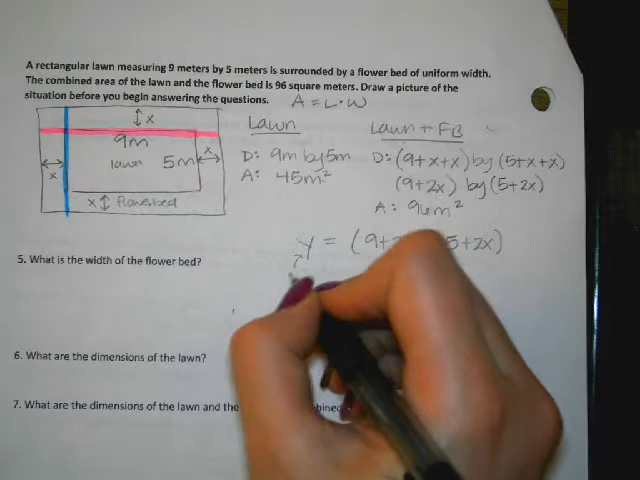 A rectangular lawn measuring 9 meters by 5 meters is surrounded by a flower bed of uniform width.
The combined area of the lawn and the flower bed is 96 square meters. Draw a picture of the
situation before you begin answering the questions. A = L·W
x
9m
lawn 5m x
x
x flowerbed
Lawn
D: 9m by 5m
A: 45m²
Lawn + FB
D: (9+x+x) by (5+x+x)
(9+2x) by (5+2x)
A: 96m²
y = (9+ 5+2x)
5. What is the width of the flower bed?
6. What are the dimensions of the lawn?
7. What are the dimensions of the lawn and the